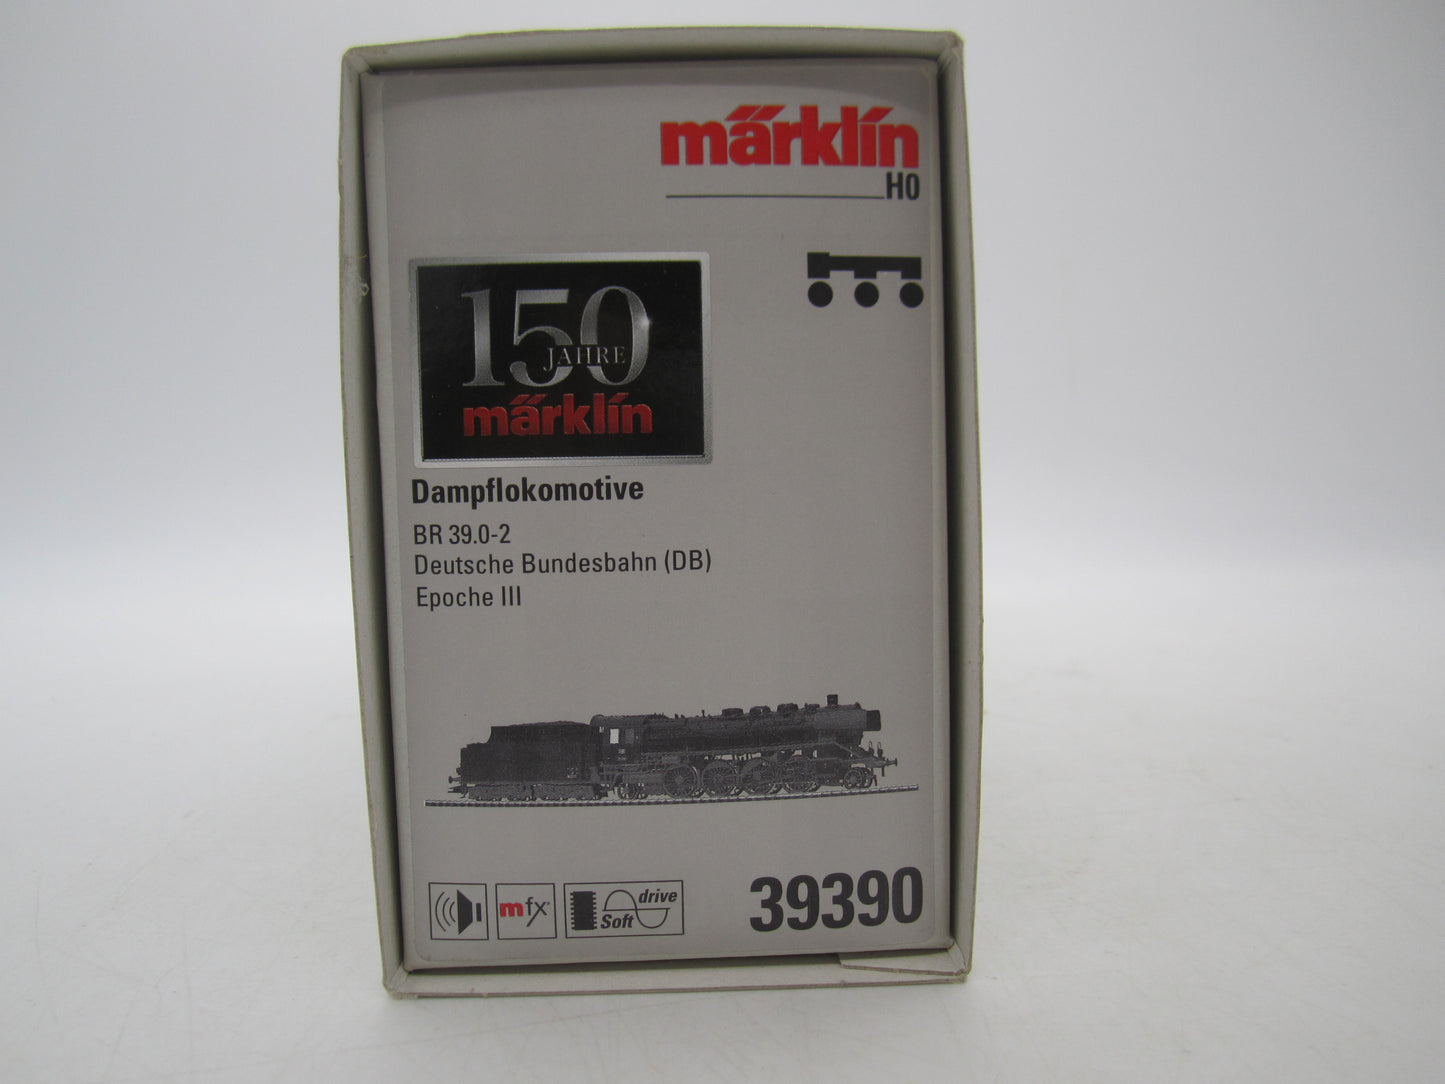 märklin
H0
150
JAHRE
märklin
Dampflokomotive
BR 39.0-2
Deutsche Bundesbahn (DB)
Epoche III
mfx
drive
Soft
39390